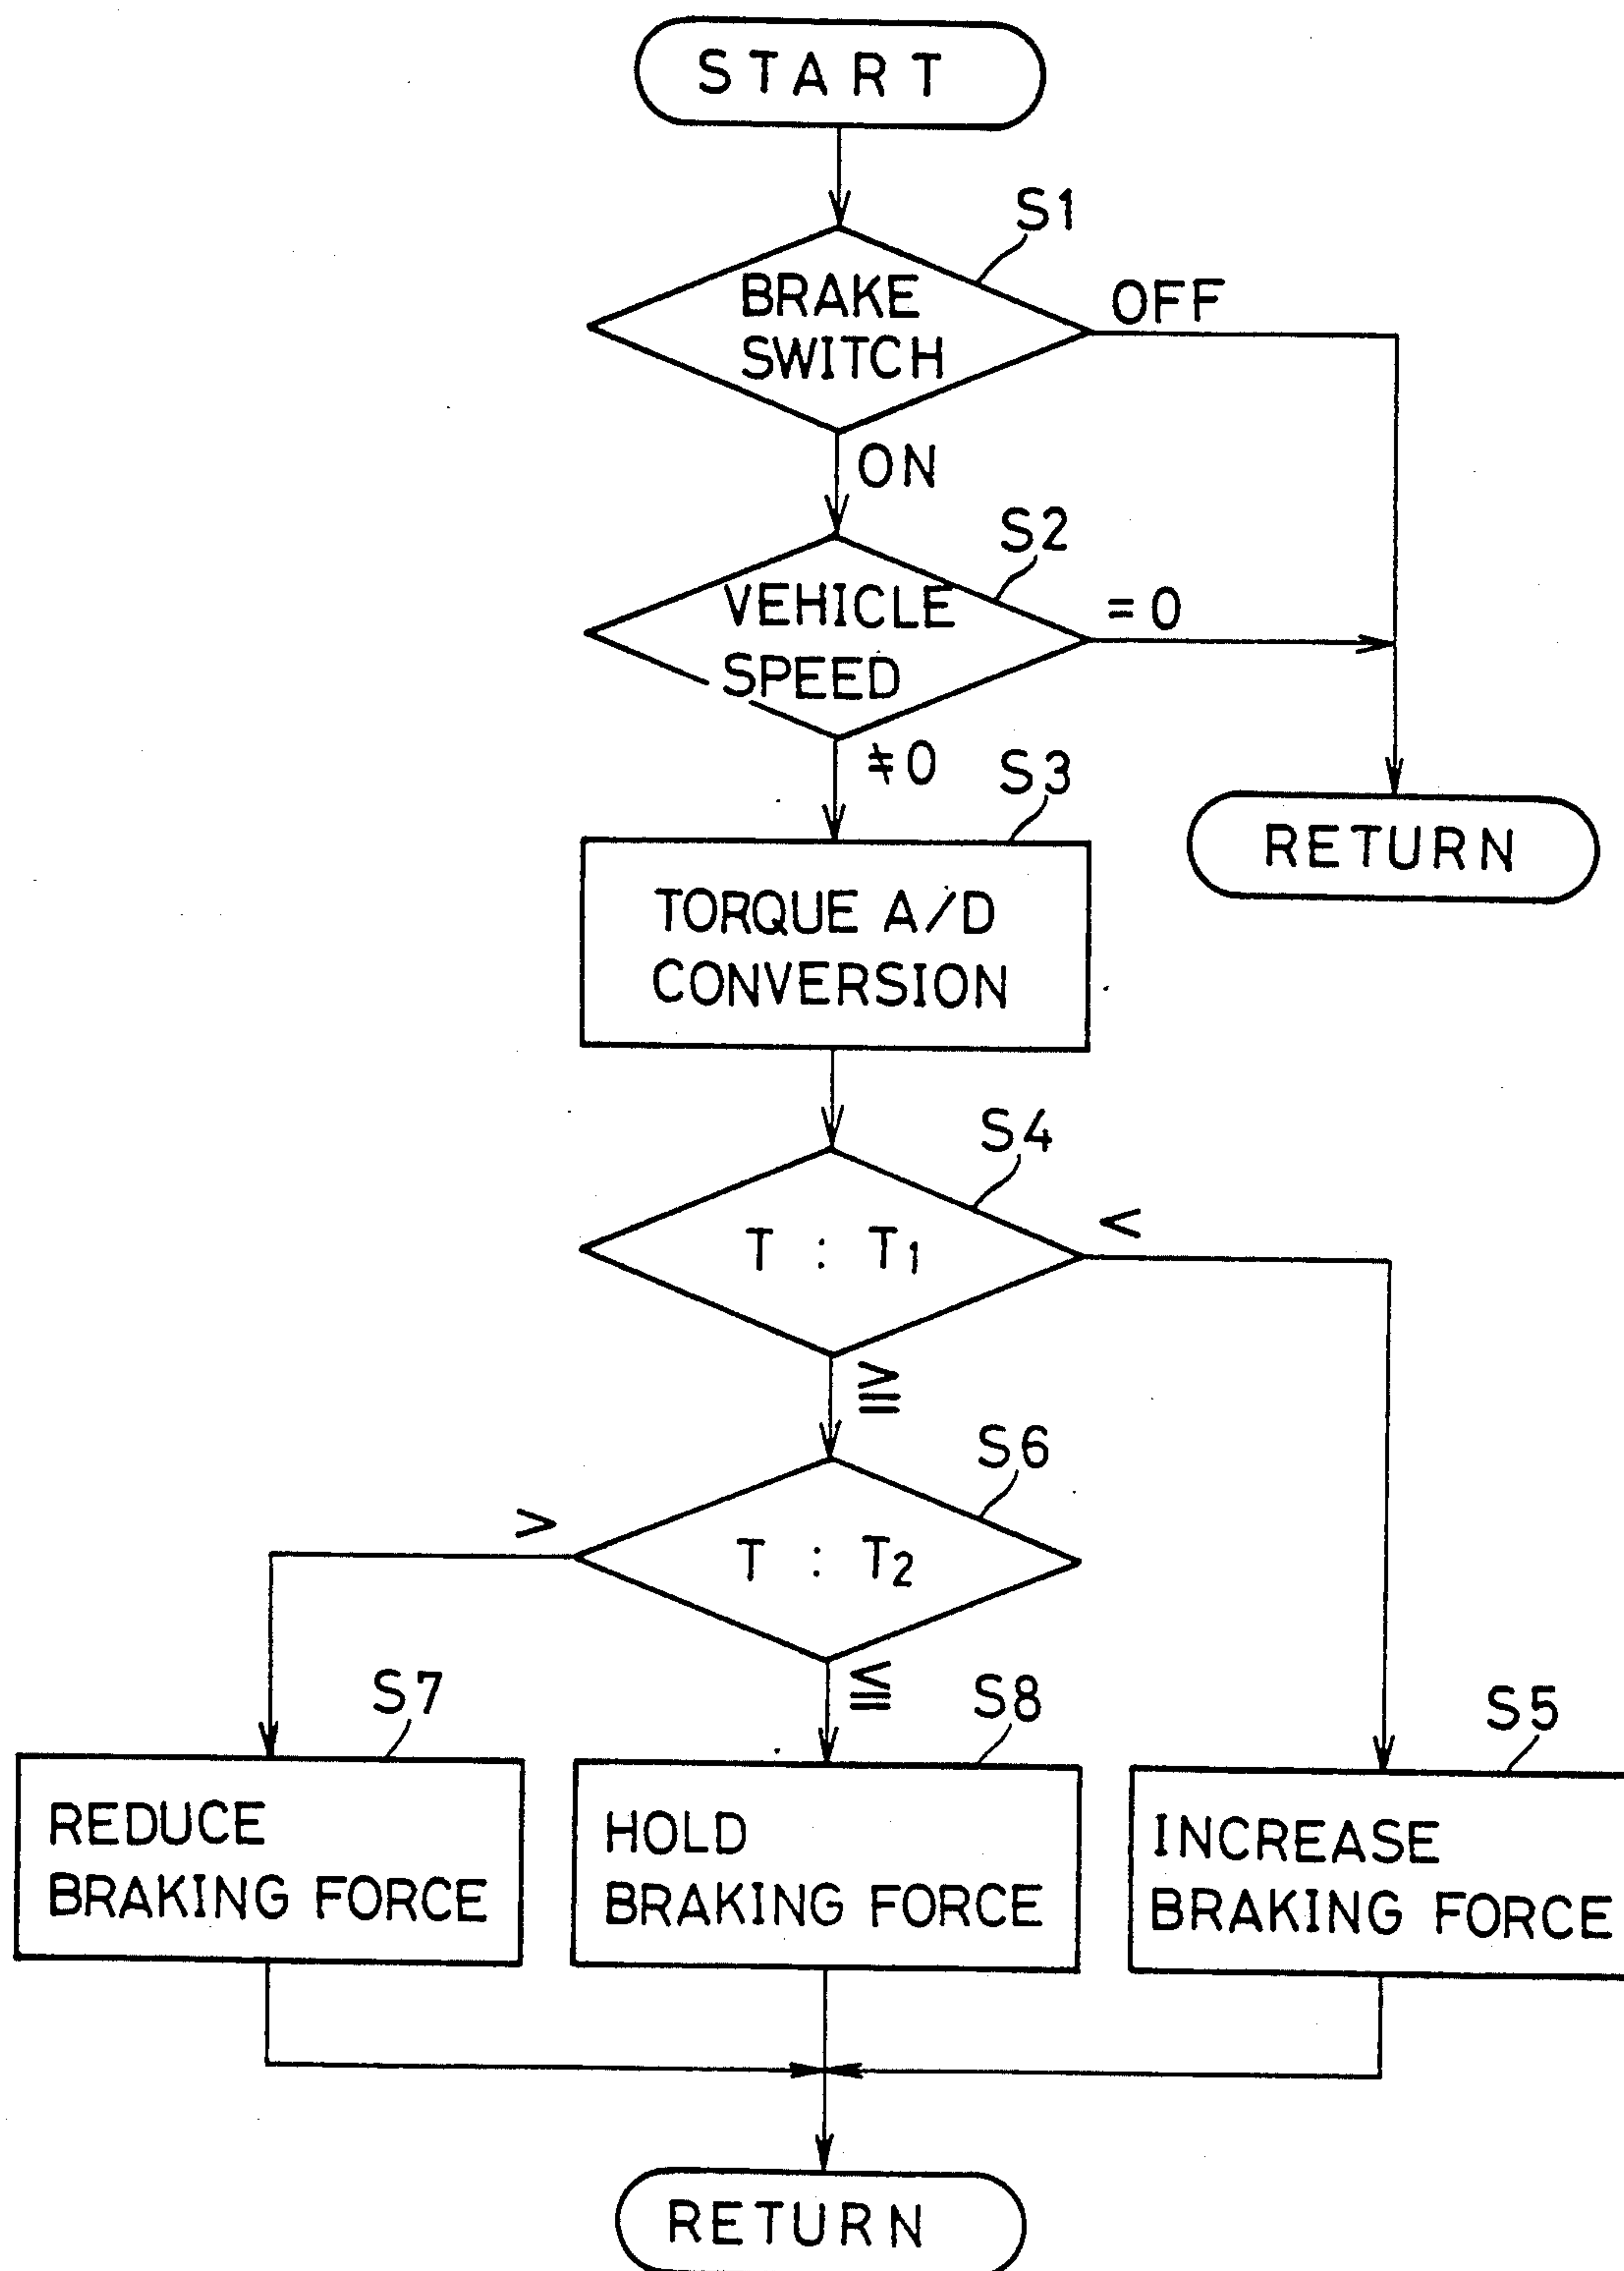 START
S1
BRAKE
SWITCH
OFF
ON
S2
VEHICLE
SPEED
= 0
≠ 0
S3
RETURN
TORQUE A/D
CONVERSION
S4
T : T1
<
≧
S6
T : T2
>
≦
S7
S8
S5
REDUCE
BRAKING FORCE
HOLD
BRAKING FORCE
INCREASE
BRAKING FORCE
RETURN